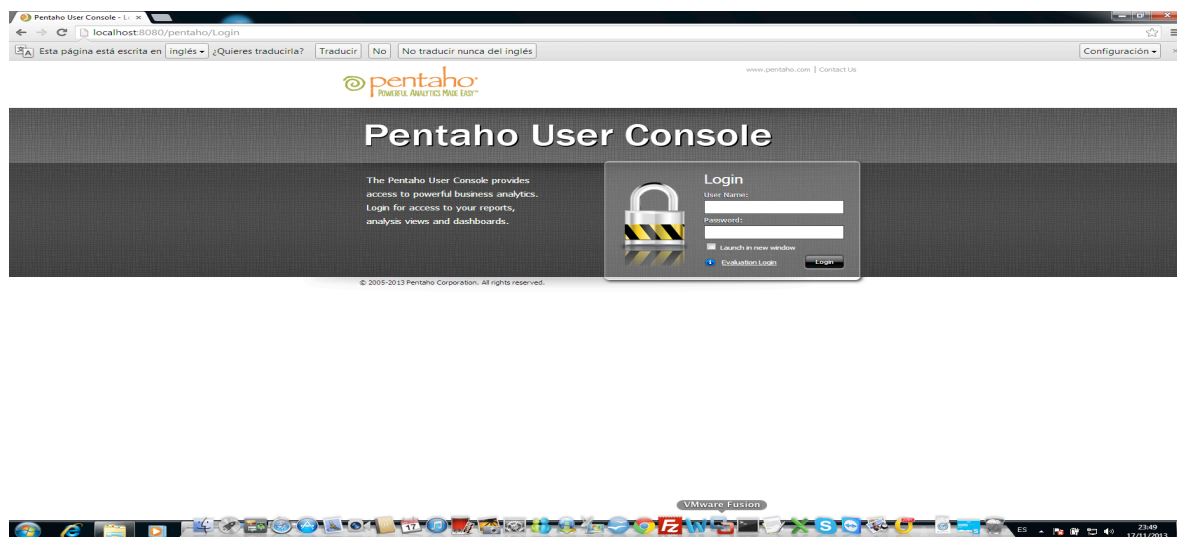 Pentaho User Console - L
localhost:8080/pentaho/Login
Esta página está escrita en inglés ¿Quieres traducirla? Traducir No No traducir nunca del inglés Configuración
pentaho
POWERFUL ANALYTICS MADE EASY™
www.pentaho.com | Contact Us
Pentaho User Console
The Pentaho User Console provides
access to powerful business analytics.
Login for access to your reports,
analysis views and dashboards.
Login
User Name:
Password:
Launch in new window
Evaluation Login
Login
© 2005-2013 Pentaho Corporation. All rights reserved.
VMware Fusion
17
ES
23:49
17/11/2013